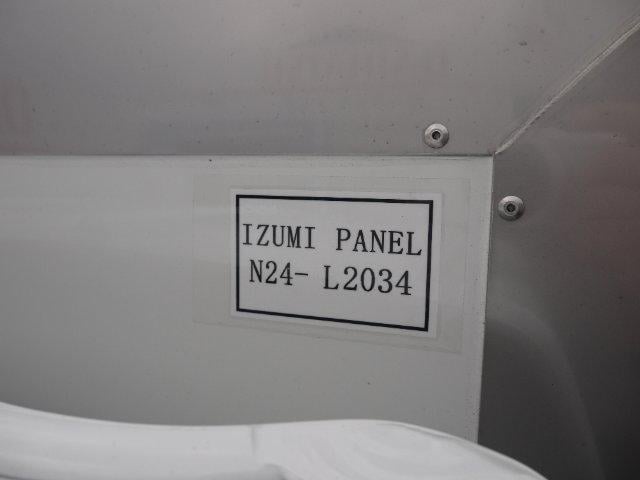 IZUMI PANEL
N24- L2034